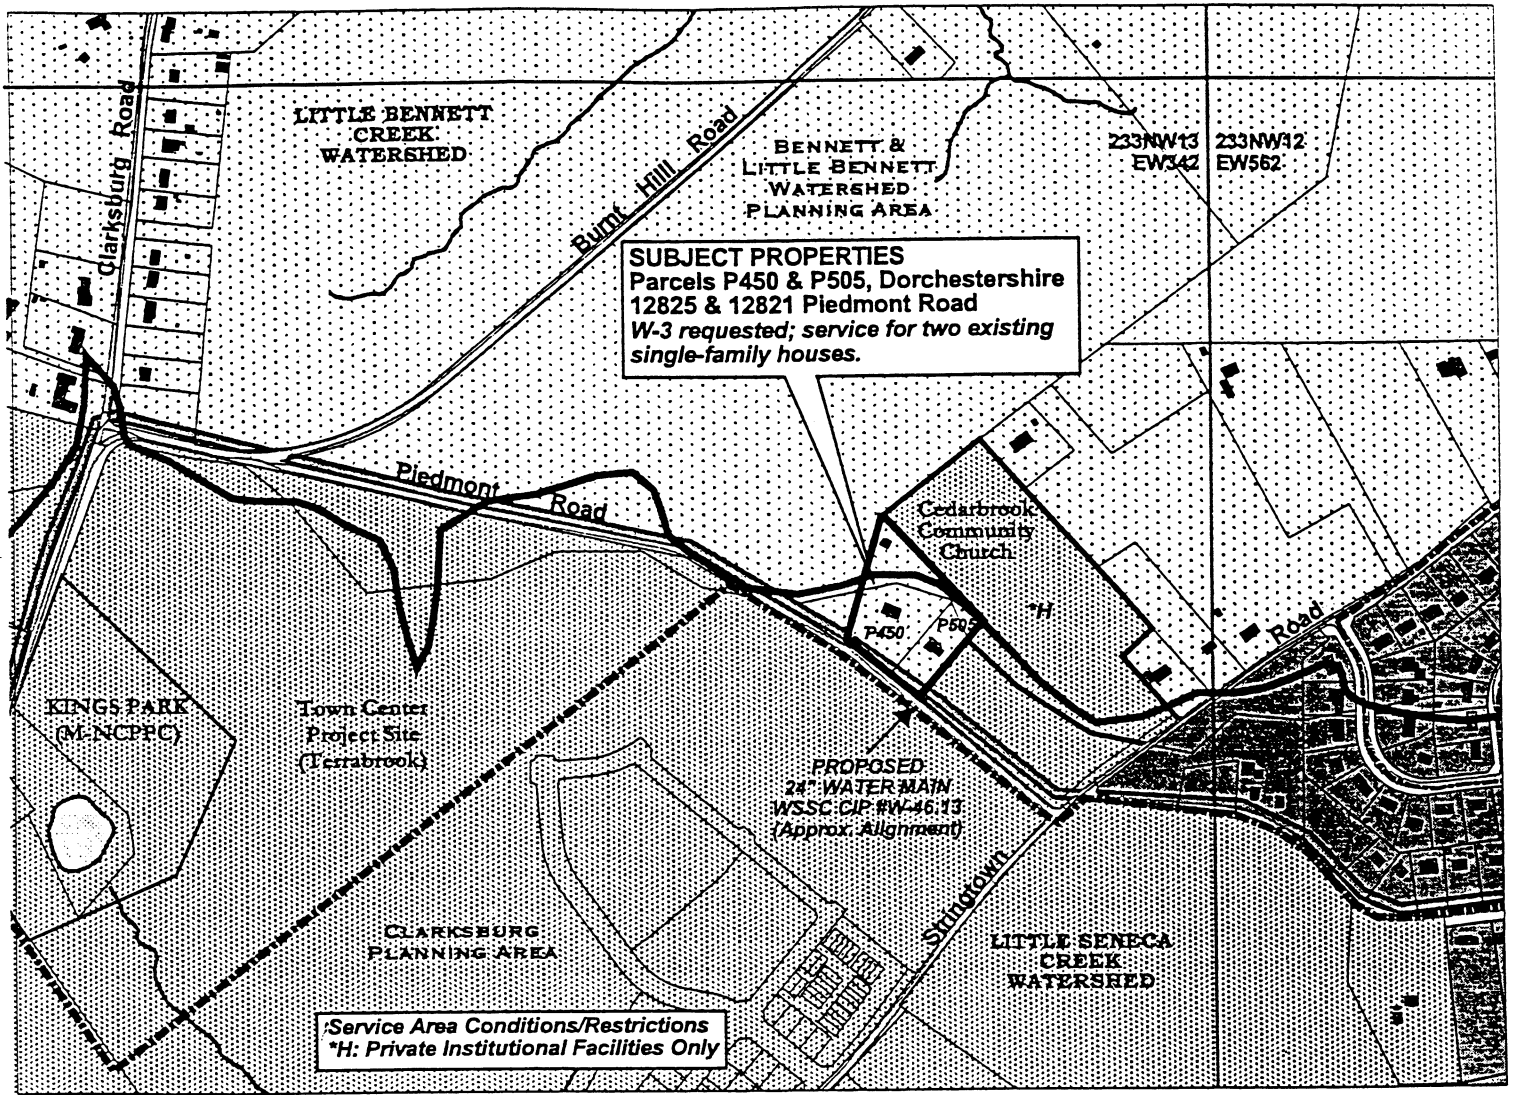 Clarksburg Road
LITTLE BENNETT
CREEK
WATERSHED
Burnt Hill Road
BENNETT &
LITTLE BENNETT
WATERSHED
PLANNING AREA
233NW13 233NW12
EW342 EW562
SUBJECT PROPERTIES
Parcels P450 & P505, Dorchestershire
12825 & 12821 Piedmont Road
W-3 requested; service for two existing
single-family houses.
Piedmont Road
Cedarbrook
Community
Church
*H
P450
P505
Road
KINGS PARK
(M-NCPPC)
Town Center
Project Site
(Terrabrook)
PROPOSED
24" WATER MAIN
WSSC CIP #W-46.13
(Approx. Alignment)
Stringtown
CLARKSBURG
PLANNING AREA
LITTLE SENECA
CREEK
WATERSHED
Service Area Conditions/Restrictions
*H: Private Institutional Facilities Only